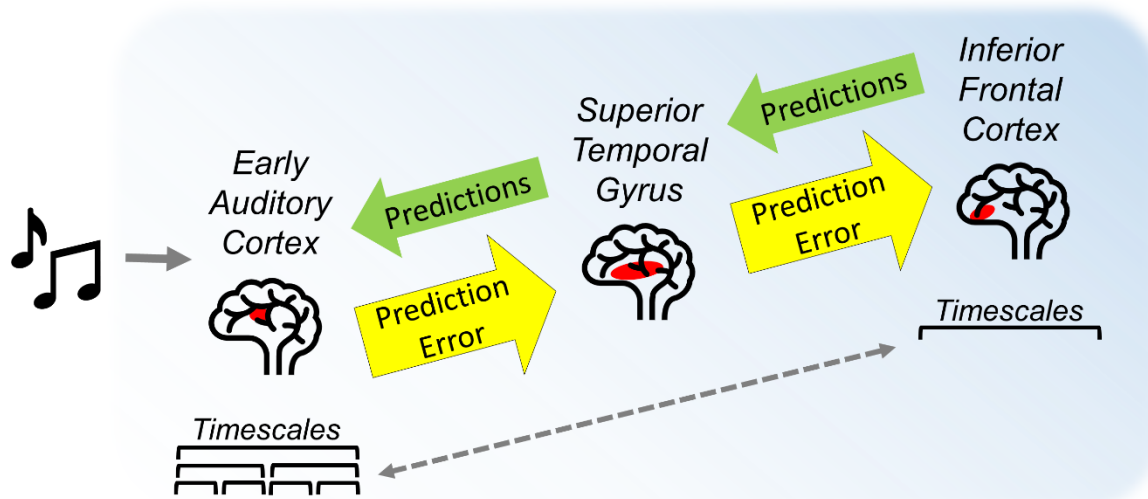 Early
Auditory
Cortex
Predictions
Prediction
Error
Superior
Temporal
Gyrus
Predictions
Prediction
Error
Inferior
Frontal
Cortex
Timescales
Timescales